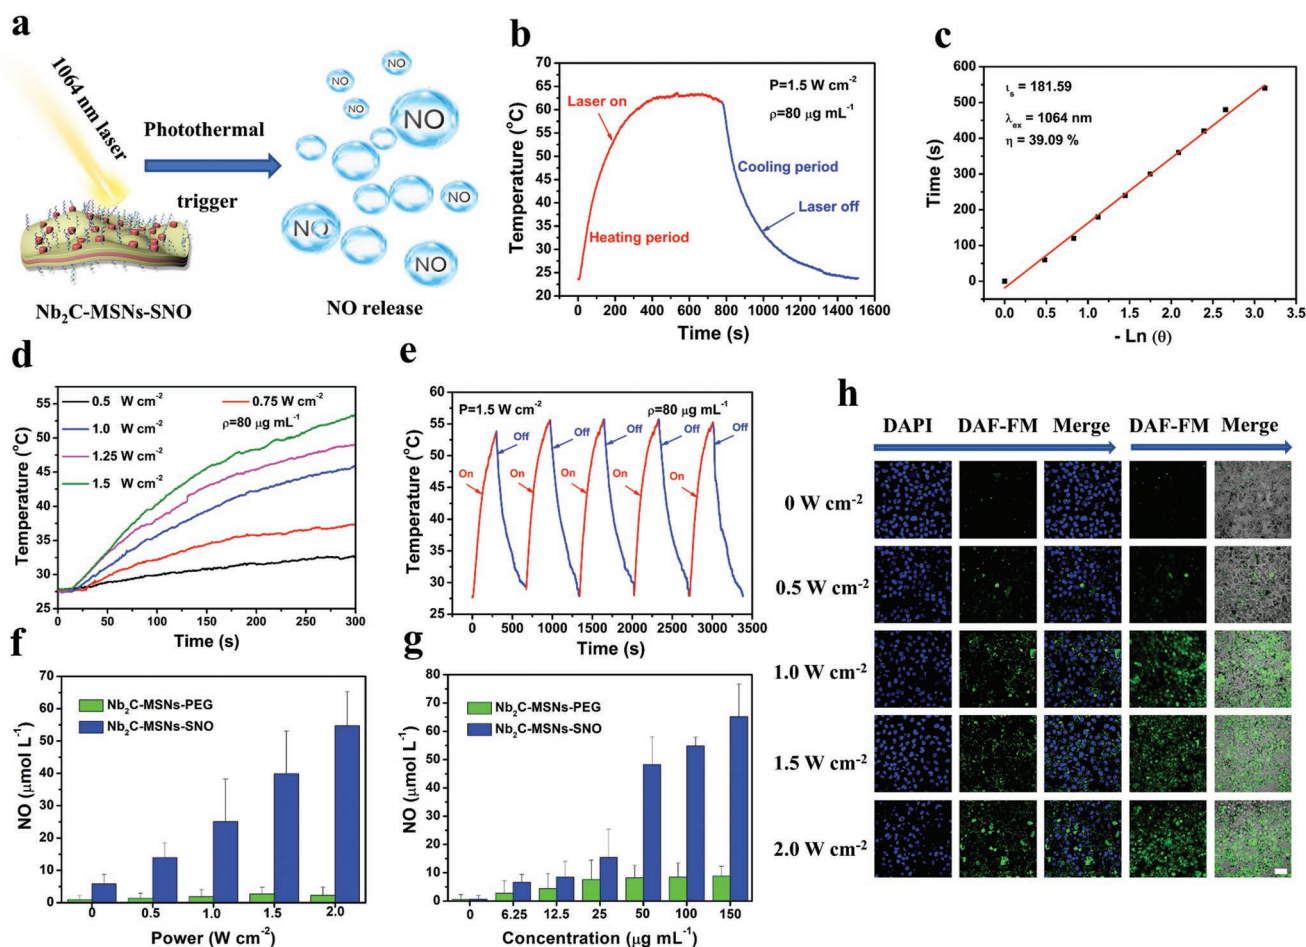 a
1064 nm laser
Photothermal
trigger
NO
NO
NO
NO
NO
NO
NO
Nb₂C-MSNs-SNO
NO release
b
Temperature (°C)
70
65
60
55
50
45
40
35
30
25
20
P=1.5 W cm⁻²
ρ=80 μg mL⁻¹
Laser on
Cooling period
Laser off
Heating period
0 200 400 600 800 1000 1200 1400 1600
Time (s)
c
Time (s)
600
500
400
300
200
100
0
ιₛ = 181.59
λₑₓ = 1064 nm
η = 39.09 %
0.0 0.5 1.0 1.5 2.0 2.5 3.0 3.5
- Ln (θ)
d
Temperature (°C)
55
50
45
40
35
30
25
0.5 W cm⁻²
0.75 W cm⁻²
ρ=80 μg mL⁻¹
1.0 W cm⁻²
1.25 W cm⁻²
1.5 W cm⁻²
0 50 100 150 200 250 300
Time (s)
e
Temperature (°C)
60
55
50
45
40
35
30
25
P=1.5 W cm⁻²
ρ=80 μg mL⁻¹
Off Off Off Off Off
On On On On On
0 500 1000 1500 2000 2500 3000 3500
Time (s)
f
NO (μmol L⁻¹)
70
60
50
40
30
20
10
0
Nb₂C-MSNs-PEG
Nb₂C-MSNs-SNO
0 0.5 1.0 1.5 2.0
Power (W cm⁻²)
g
NO (μmol L⁻¹)
80
70
60
50
40
30
20
10
0
Nb₂C-MSNs-PEG
Nb₂C-MSNs-SNO
0 6.25 12.5 25 50 100 150
Concentration (μg mL⁻¹)
h
DAPI DAF-FM Merge DAF-FM Merge
0 W cm⁻²
0.5 W cm⁻²
1.0 W cm⁻²
1.5 W cm⁻²
2.0 W cm⁻²